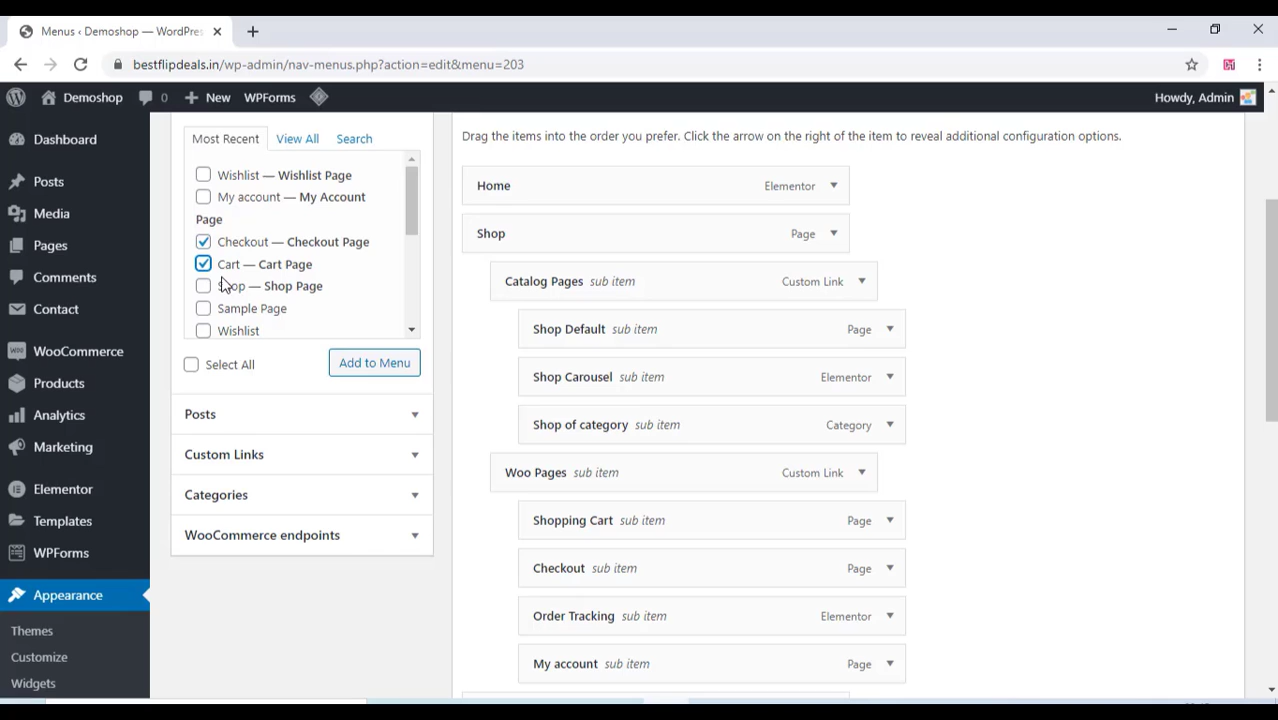 Menus ‹ Demoshop — WordPres
bestflipdeals.in/wp-admin/nav-menus.php?action=edit&menu=203
Demoshop 0 New WPForms Howdy, Admin
Dashboard
Posts
Media
Pages
Comments
Contact
WooCommerce
Products
Analytics
Marketing
Elementor
Templates
WPForms
Appearance
Themes
Customize
Widgets
Most Recent View All Search
Wishlist — Wishlist Page
My account — My Account
Page
Checkout — Checkout Page
Cart — Cart Page
Shop — Shop Page
Sample Page
Wishlist
Select All Add to Menu
Posts
Custom Links
Categories
WooCommerce endpoints
Drag the items into the order you prefer. Click the arrow on the right of the item to reveal additional configuration options.
Home Elementor
Shop Page
Catalog Pages sub item Custom Link
Shop Default sub item Page
Shop Carousel sub item Elementor
Shop of category sub item Category
Woo Pages sub item Custom Link
Shopping Cart sub item Page
Checkout sub item Page
Order Tracking sub item Elementor
My account sub item Page